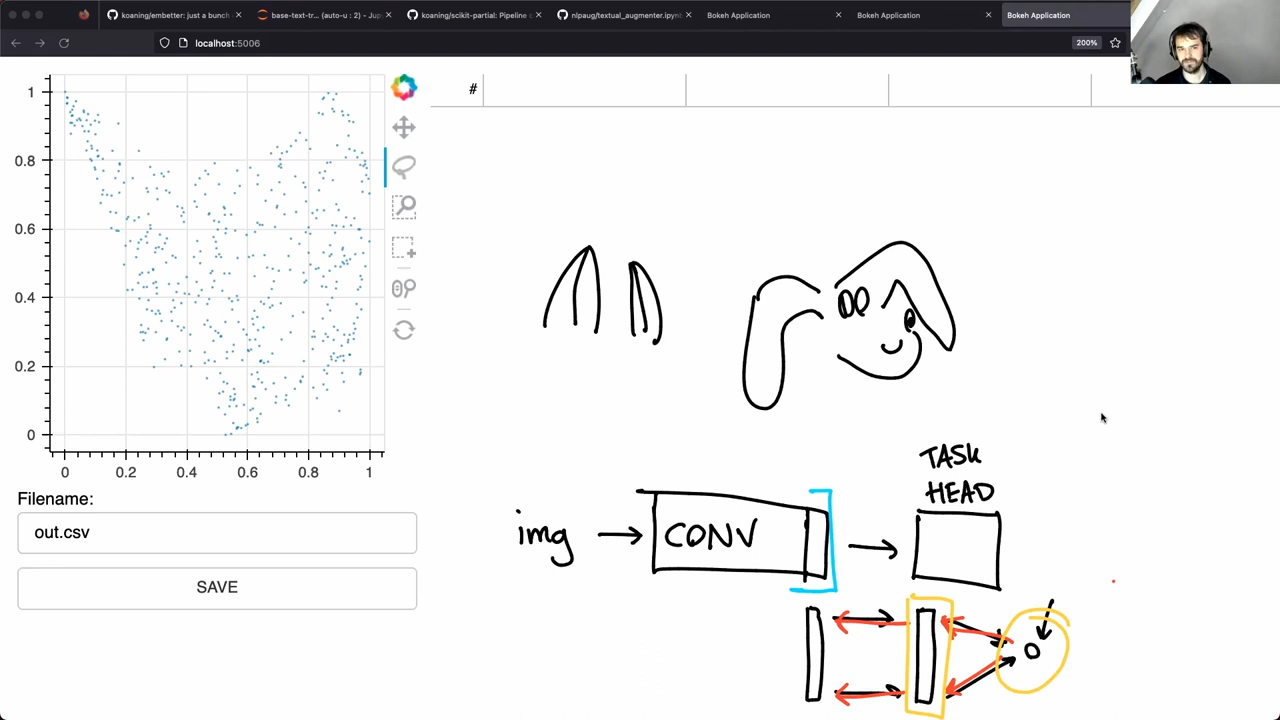 koaning/embetter: just a bunch
base-text-tr... (auto-u : 2) - Jup
koaning/scikit-partial: Pipeline
nlpaug/textual_augmenter.ipyn
Bokeh Application
Bokeh Application
Bokeh Application
localhost:5006
200%
#
1
0.8
0.6
0.4
0.2
0
0
0.2
0.4
0.6
0.8
1
Filename:
out.csv
SAVE
TASK
HEAD
img
CONV